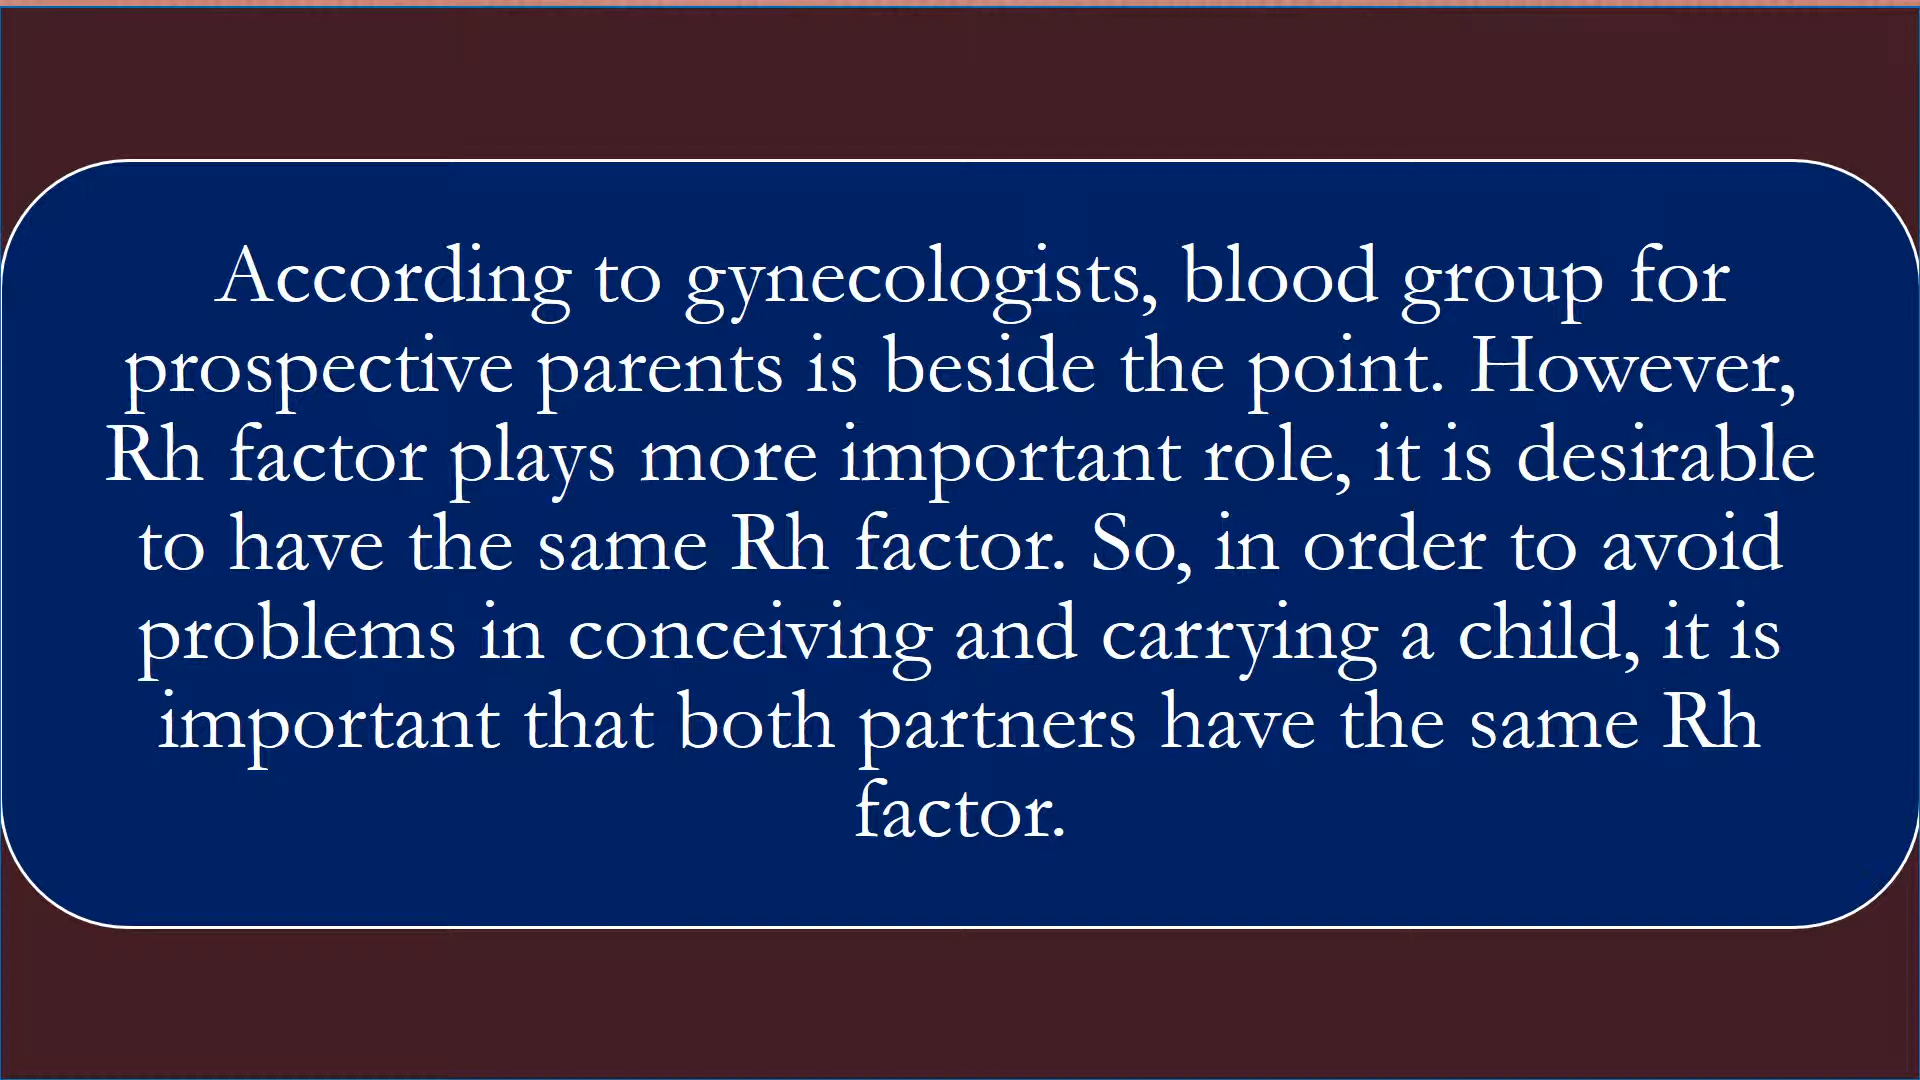 According to gynecologists, blood group for
prospective parents is beside the point. However,
Rh factor plays more important role, it is desirable
to have the same Rh factor. So, in order to avoid
problems in conceiving and carrying a child, it is
important that both partners have the same Rh
factor.